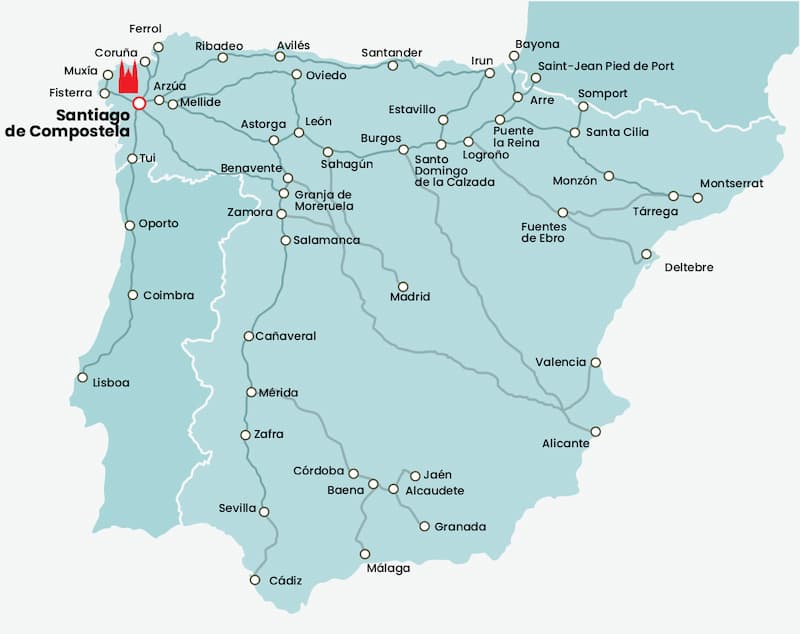 Ferrol
Coruña
Ribadeo
Avilés
Santander
Irun
Bayona
Saint-Jean Pied de Port
Muxía
Fisterra
Arzúa
Mellide
Oviedo
Arre
Somport
Santiago
de Compostela
Astorga
León
Estavillo
Burgos
Puente
la Reina
Santa Cilia
Sahagún
Santo
Domingo
de la Calzada
Logroño
Tui
Benavente
Granja de
Moreruela
Monzón
Montserrat
Zamora
Tárrega
Oporto
Salamanca
Fuentes
de Ebro
Deltebre
Coimbra
Madrid
Cañaveral
Valencia
Lisboa
Mérida
Zafra
Alicante
Córdoba
Jaén
Baena
Alcaudete
Sevilla
Granada
Málaga
Cádiz